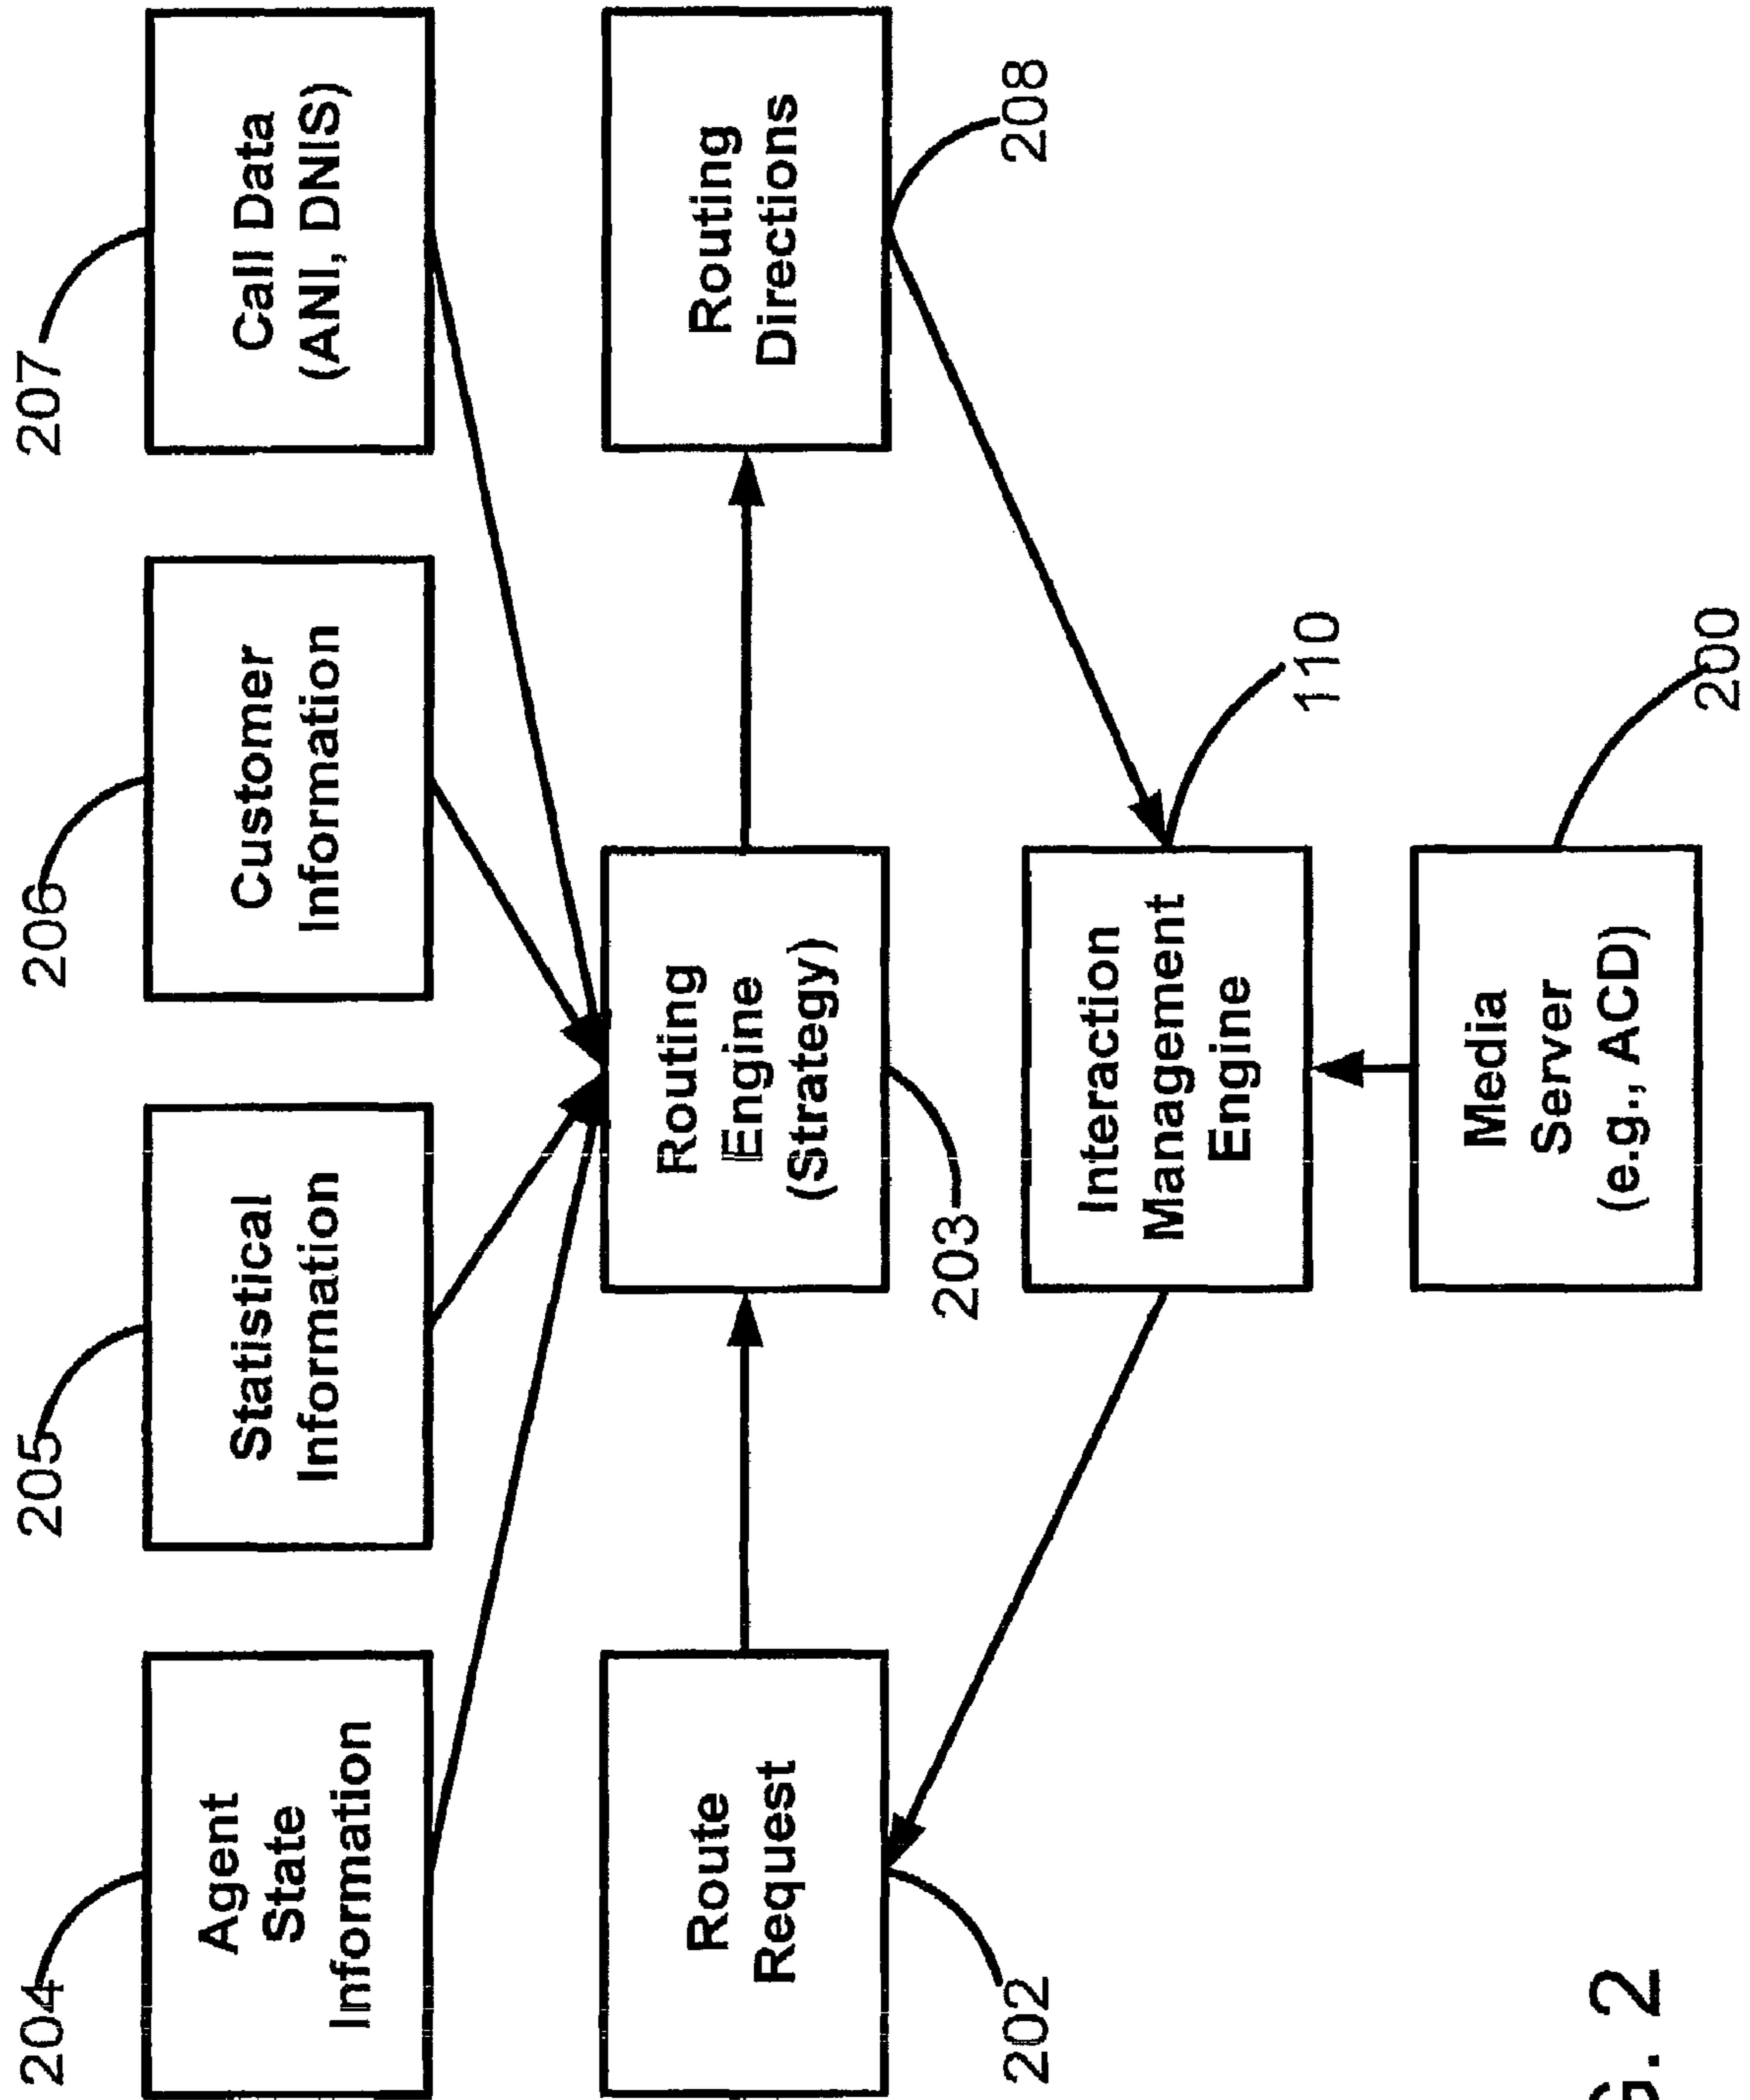 204
205
206
207
Agent
State
Information
Statistical
Information
Customer
Information
Call Data
(ANI, DNIS)
Route
Request
Routing
Engine
(Strategy)
Routing
Directions
202
203
208
Interaction
Management
Engine
110
Media
Server
(e.g., ACD)
200
2